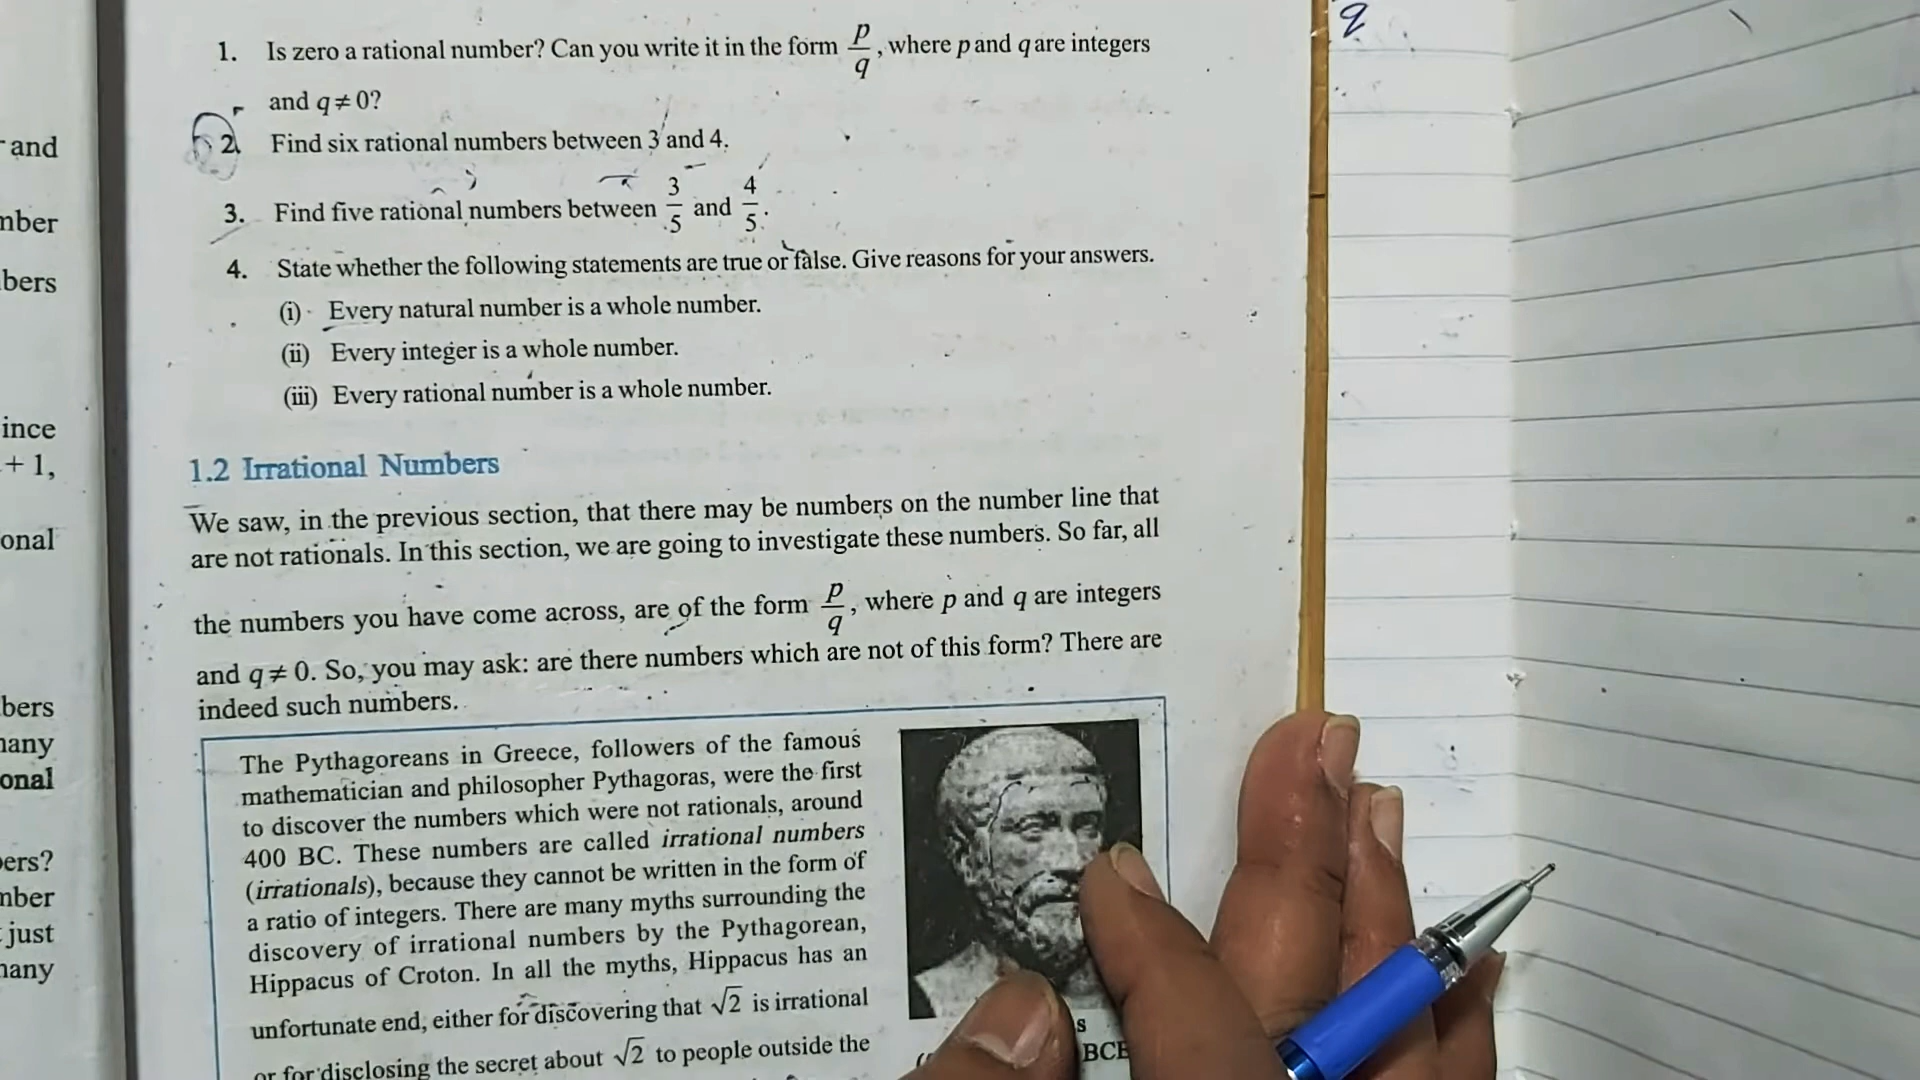 1. Is zero a rational number? Can you write it in the form p/q, where p and q are integers
and q ≠ 0?
2. Find six rational numbers between 3 and 4.
3. Find five rational numbers between 3/5 and 4/5.
4. State whether the following statements are true or false. Give reasons for your answers.
(i) Every natural number is a whole number.
(ii) Every integer is a whole number.
(iii) Every rational number is a whole number.
1.2 Irrational Numbers
We saw, in the previous section, that there may be numbers on the number line that
are not rationals. In this section, we are going to investigate these numbers. So far, all
the numbers you have come across, are of the form p/q, where p and q are integers
and q ≠ 0. So, you may ask: are there numbers which are not of this form? There are
indeed such numbers.
The Pythagoreans in Greece, followers of the famous
mathematician and philosopher Pythagoras, were the first
to discover the numbers which were not rationals, around
400 BC. These numbers are called irrational numbers
(irrationals), because they cannot be written in the form of
a ratio of integers. There are many myths surrounding the
discovery of irrational numbers by the Pythagorean,
Hippacus of Croton. In all the myths, Hippacus has an
unfortunate end, either for discovering that √2 is irrational
or for disclosing the secret about √2 to people outside the
s
BCE
and
bers
ince
+ 1,
onal
bers
onal
just